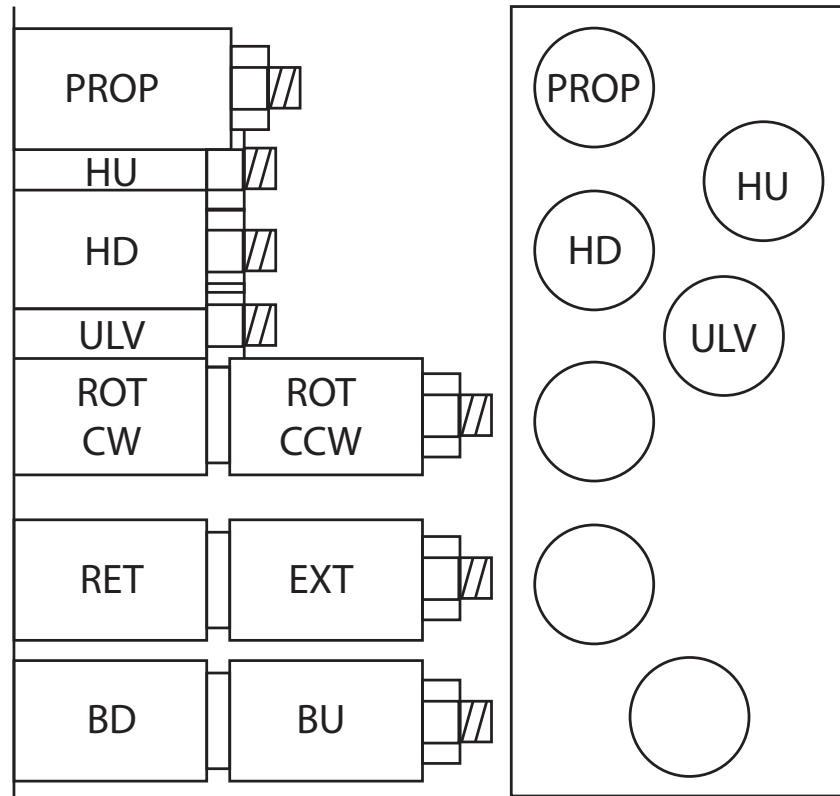 PROP
HU
HD
ULV
ROT
CW
ROT
CCW
RET
EXT
BD
BU
PROP
HU
HD
ULV